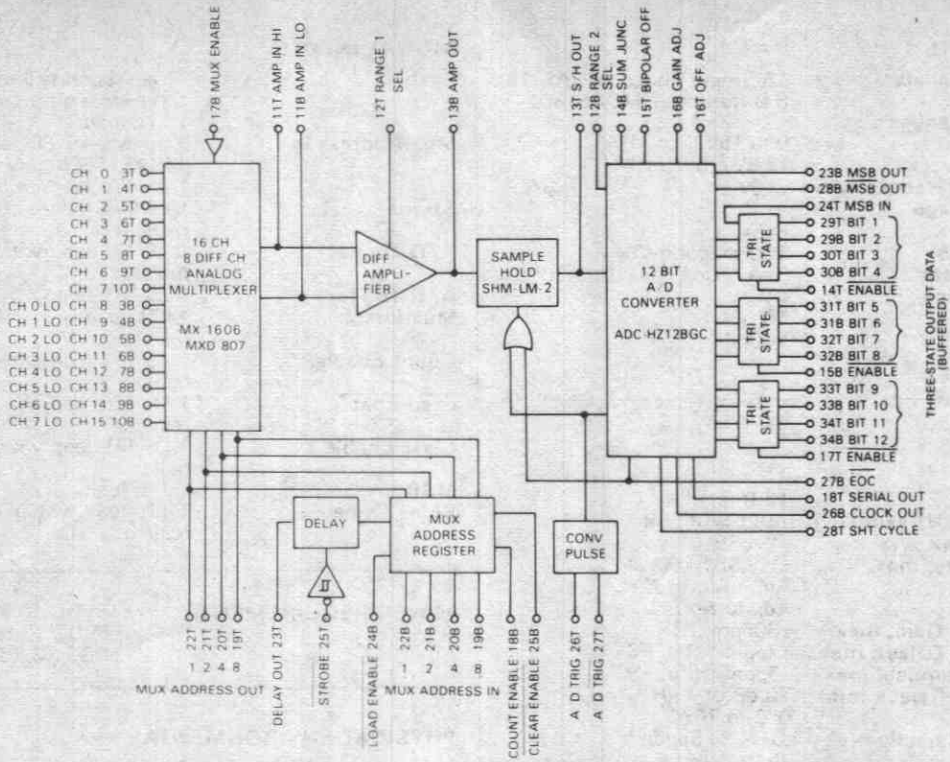 17B MUX ENABLE
11T AMP IN HI
11B AMP IN LO
12T RANGE 1
SEL
13B AMP OUT
13T S/H OUT
12B RANGE 2
SEL
14B SUM JUNC
15T BIPOLAR OFF
16B GAIN ADJ
16T OFF ADJ
CH 0 3T
CH 1 4T
CH 2 5T
CH 3 6T
CH 4 7T
CH 5 8T
CH 6 9T
CH 7 10T
CH 0 LO CH 8 3B
CH 1 LO CH 9 4B
CH 2 LO CH 10 5B
CH 3 LO CH 11 6B
CH 4 LO CH 12 7B
CH 5 LO CH 13 8B
CH 6 LO CH 14 9B
CH 7 LO CH 15 10B
16 CH
8 DIFF CH
ANALOG
MULTIPLEXER
MX 1606
MXD 807
DIFF
AMPLI-
FIER
SAMPLE
HOLD
SHM-LM-2
12 BIT
A/D
CONVERTER
ADC-HZ12BGC
TRI
STATE
TRI
STATE
TRI
STATE
23B MSB OUT
28B MSB OUT
24T MSB IN
29T BIT 1
29B BIT 2
30T BIT 3
30B BIT 4
14T ENABLE
31T BIT 5
31B BIT 6
32T BIT 7
32B BIT 8
15B ENABLE
33T BIT 9
33B BIT 10
34T BIT 11
34B BIT 12
17T ENABLE
27B EOC
18T SERIAL OUT
26B CLOCK OUT
28T SHT CYCLE
THREE-STATE OUTPUT DATA
(BUFFERED)
DELAY
MUX
ADDRESS
REGISTER
CONV
PULSE
22T
21T
20T
19T
1 2 4 8
MUX ADDRESS OUT
DELAY OUT 23T
STROBE 25T
LOAD ENABLE 24B
22B
21B
20B
19B
1 2 4 8
MUX ADDRESS IN
COUNT ENABLE 18B
CLEAR ENABLE 25B
A D TRIG 26T
A D TRIG 27T